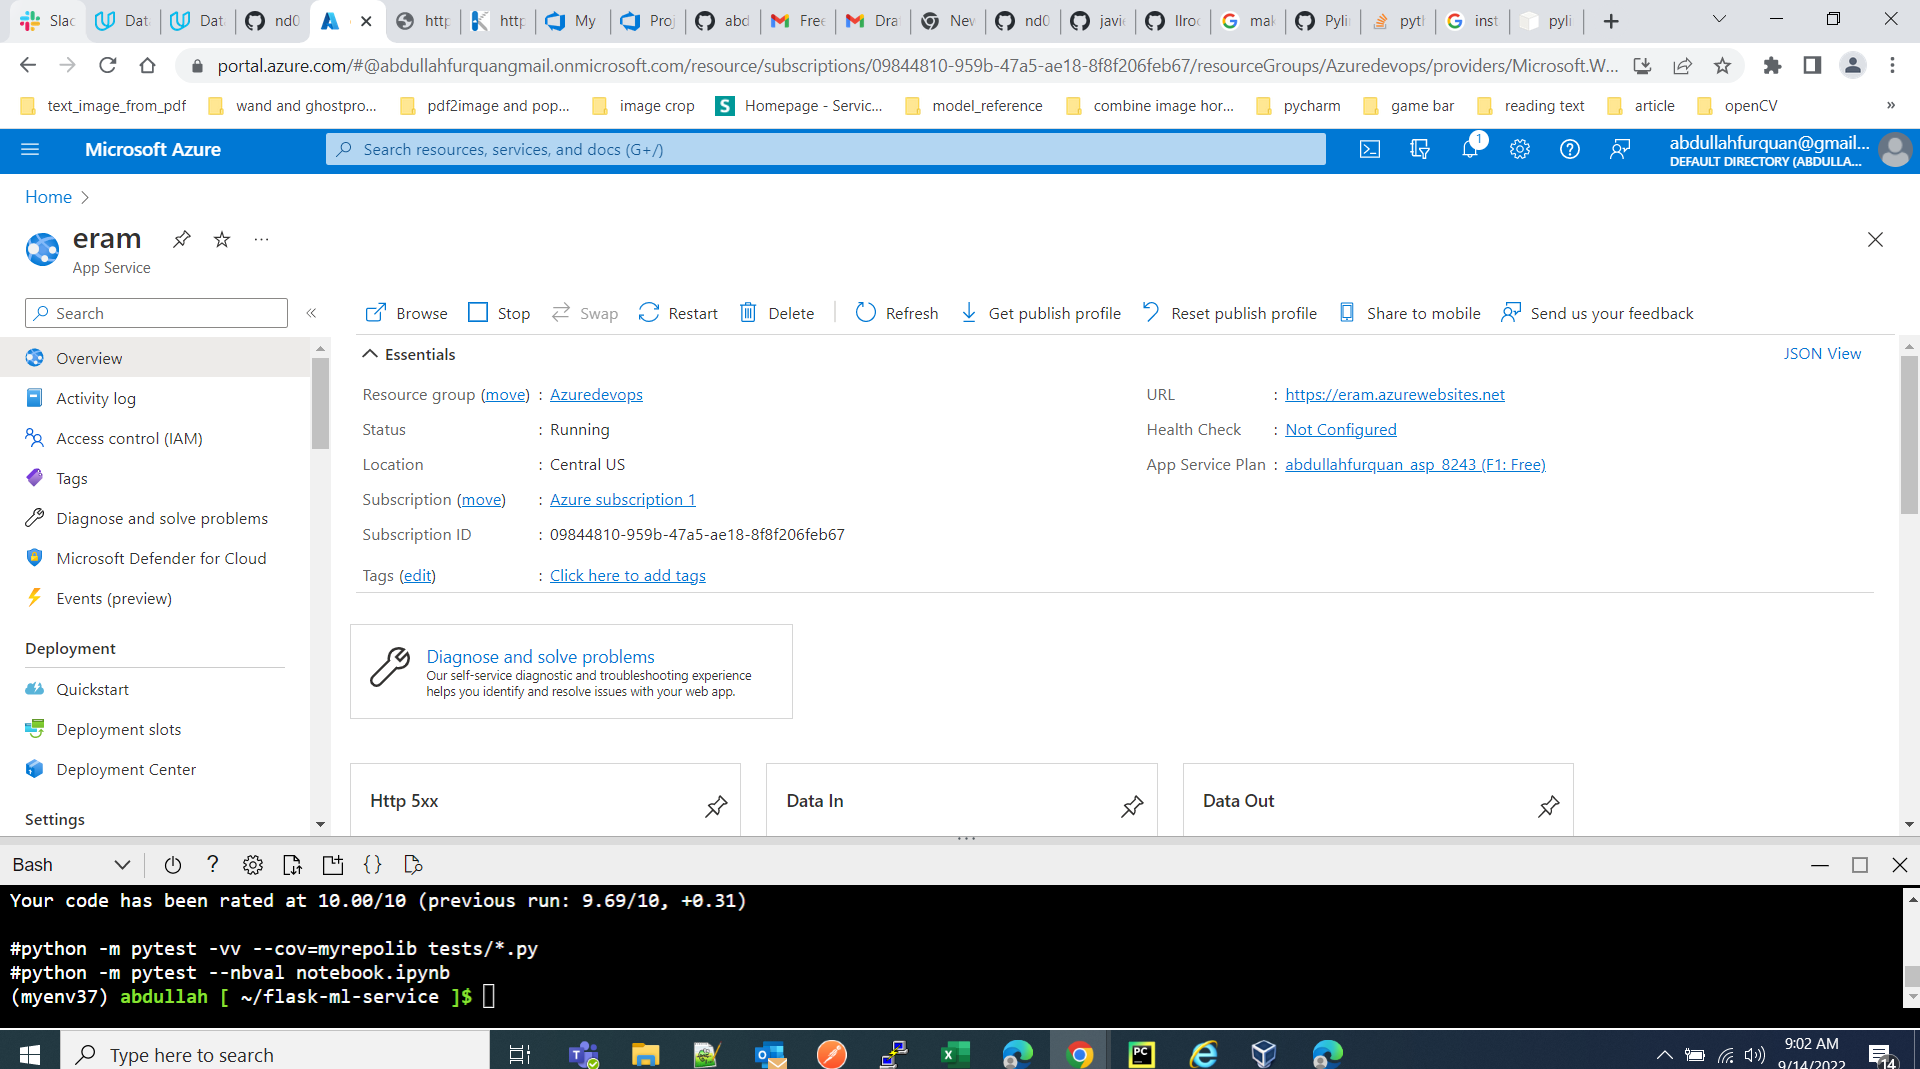 Slac
Data
Data
nd0
http
http
My
Proj
abd
Free
Dra
New
nd0
javie
llroc
mak
Pylin
pyth
inst
pylin
portal.azure.com/#@abdullahfurquangmail.onmicrosoft.com/resource/subscriptions/09844810-959b-47a5-ae18-8f8f206feb67/resourceGroups/Azuredevops/providers/Microsoft.W...
text_image_from_pdf
wand and ghostpro...
pdf2image and pop...
image crop
S Homepage - Servic...
model_reference
combine image hor...
pycharm
game bar
reading text
article
openCV
»
Microsoft Azure
Search resources, services, and docs (G+/)
1
abdullahfurquan@gmail...
DEFAULT DIRECTORY (ABDULLA...
Home >
eram
App Service
Search
«
Browse
Stop
Swap
Restart
Delete
Refresh
Get publish profile
Reset publish profile
Share to mobile
Send us your feedback
Overview
Activity log
Access control (IAM)
Tags
Diagnose and solve problems
Microsoft Defender for Cloud
Events (preview)
Deployment
Quickstart
Deployment slots
Deployment Center
Settings
Essentials
JSON View
Resource group (move) : Azuredevops
Status : Running
Location : Central US
Subscription (move) : Azure subscription 1
Subscription ID : 09844810-959b-47a5-ae18-8f8f206feb67
Tags (edit) : Click here to add tags
URL : https://eram.azurewebsites.net
Health Check : Not Configured
App Service Plan : abdullahfurquan_asp_8243 (F1: Free)
Diagnose and solve problems
Our self-service diagnostic and troubleshooting experience
helps you identify and resolve issues with your web app.
Http 5xx
Data In
Data Out
Bash
Your code has been rated at 10.00/10 (previous run: 9.69/10, +0.31)
#python -m pytest -vv --cov=myrepolib tests/*.py
#python -m pytest --nbval notebook.ipynb
(myenv37) abdullah [ ~/flask-ml-service ]$
Type here to search
9:02 AM
9/14/2022
14